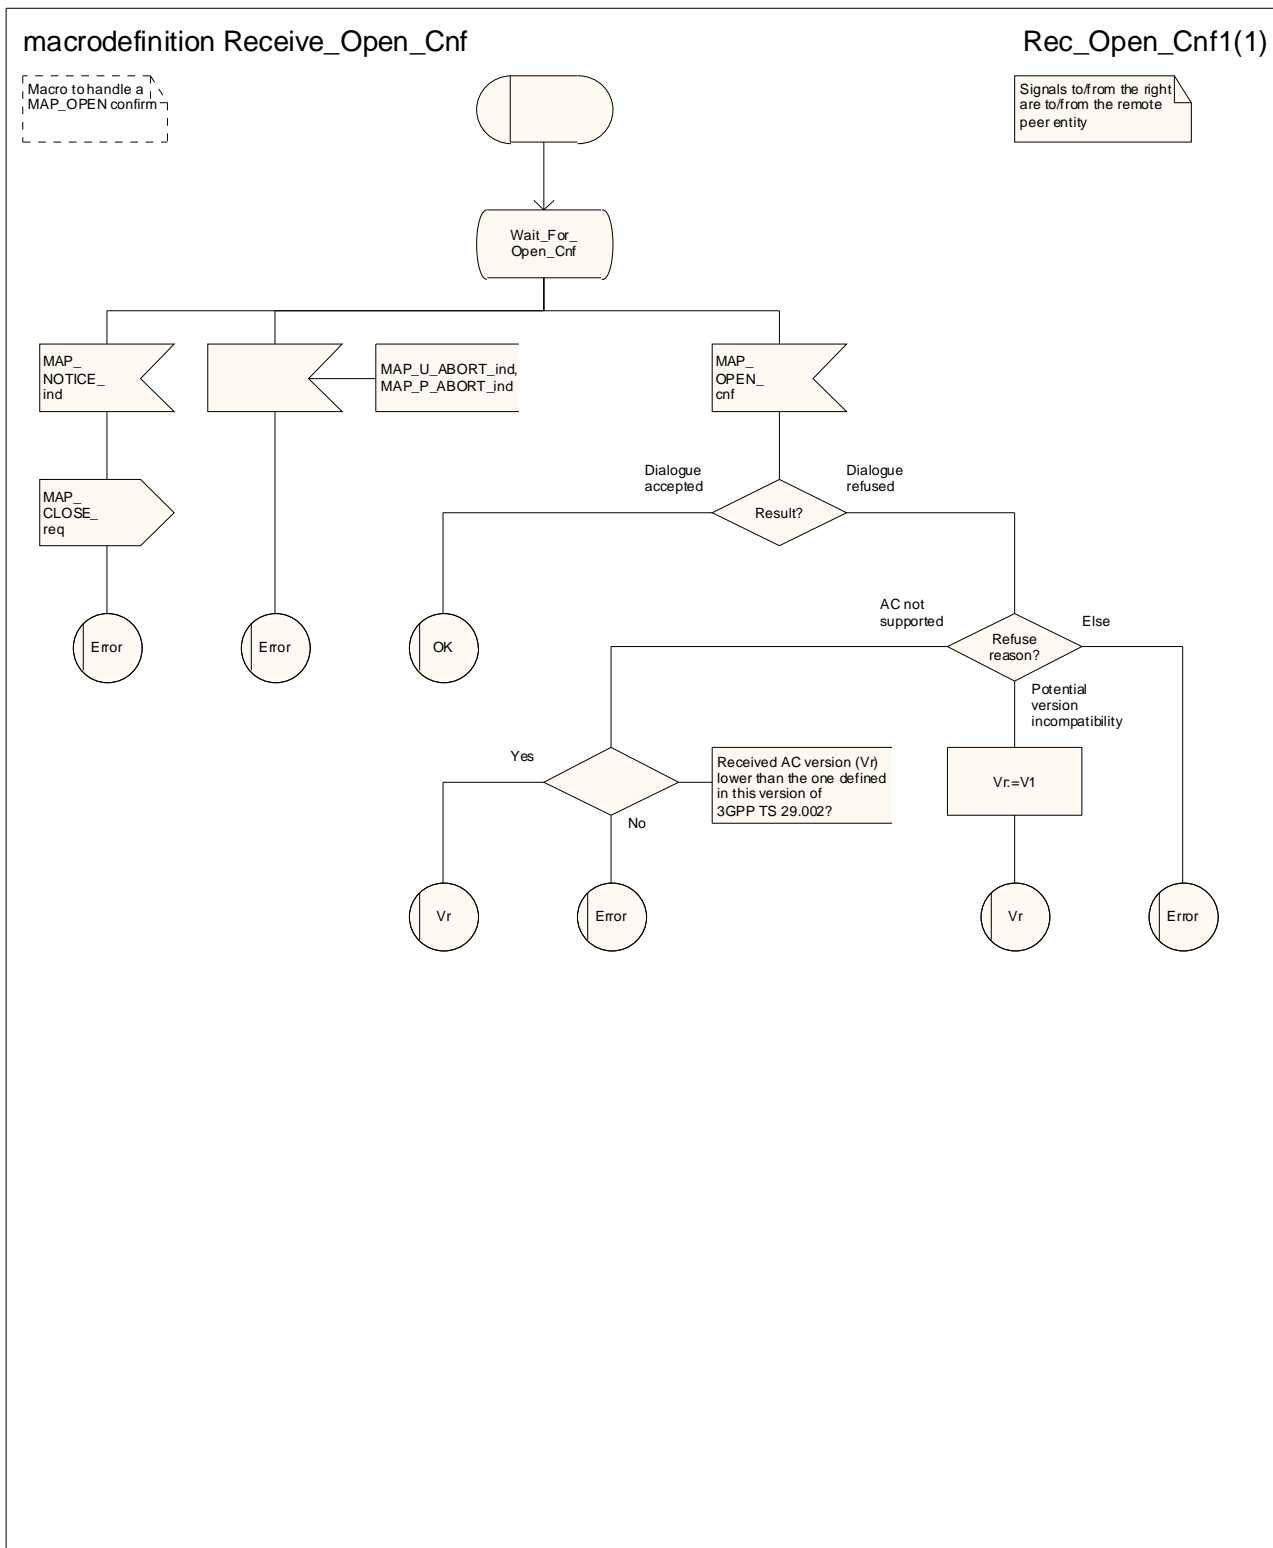 macrodefinition Receive_Open_Cnf
Rec_Open_Cnf1(1)
Macro to handle a
MAP_OPEN confirm
Signals to/from the right
are to/from the remote
peer entity
Wait_For_
Open_Cnf
MAP_
NOTICE_
ind
MAP_U_ABORT_ind,
MAP_P_ABORT_ind
MAP_
OPEN_
cnf
Dialogue
accepted
Dialogue
refused
MAP_
CLOSE_
req
Result?
AC not
supported
Else
Error
Error
OK
Refuse
reason?
Potential
version
incompatibility
Yes
Received AC version (Vr)
lower than the one defined
in this version of
3GPP TS 29.002?
Vr:=V1
No
Vr
Error
Vr
Error